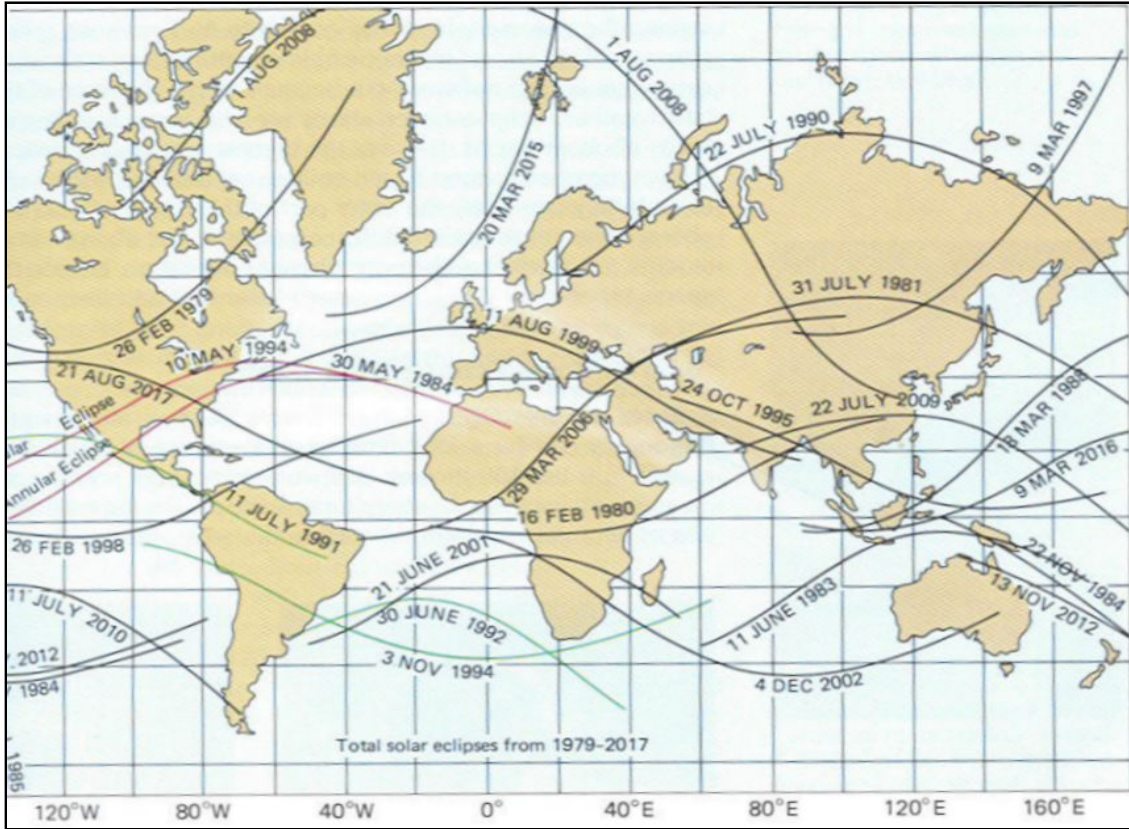 AUG 2008
1 AUG 2008
20 MAR 2015
22 JULY 1990
9 MAR 1997
26 FEB 1979
31 JULY 1981
10 MAY 1994
11 AUG 1999
30 MAY 1984
21 AUG 2017
24 OCT 1995
22 JULY 2009
18 MAR 1988
ular Eclipse
Annular Eclipse
29 MAR 2006
9 MAR 2016
11 JULY 1991
16 FEB 1980
26 FEB 1998
21 JUNE 2001
22 NOV 1984
13 NOV 2012
11 JULY 2010
30 JUNE 1992
11 JUNE 1983
3 NOV 1994
4 DEC 2002
2012
1984
Total solar eclipses from 1979–2017
1985
120°W 80°W 40°W 0° 40°E 80°E 120°E 160°E